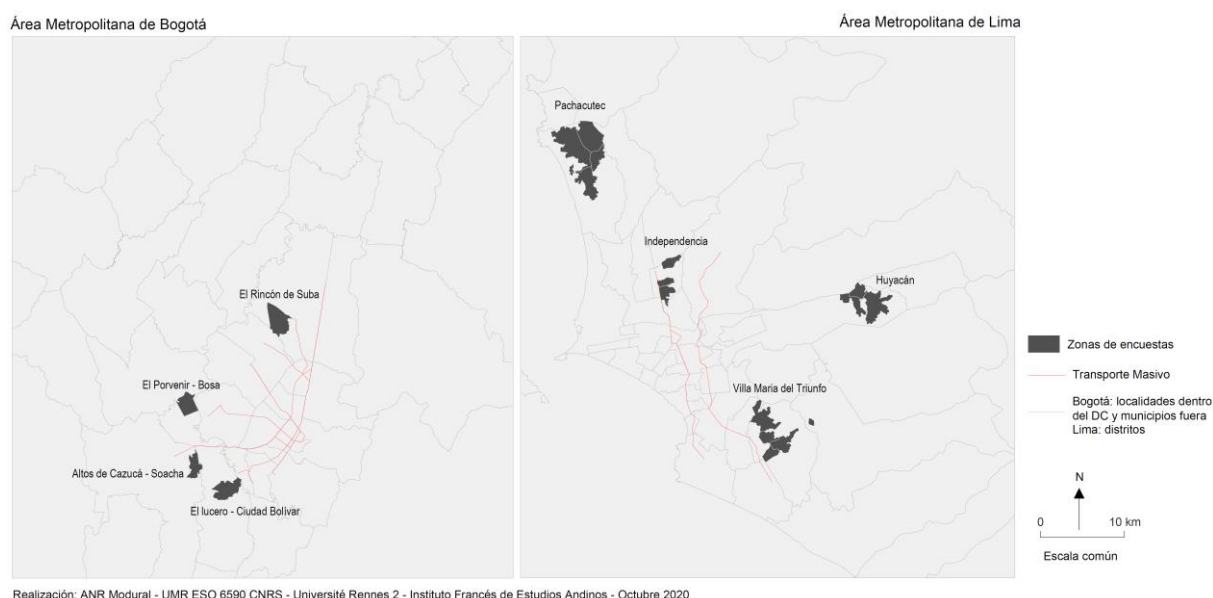 Área Metropolitana de Bogotá
Área Metropolitana de Lima
Pachacutec
Independencia
Huyacán
El Rincón de Suba
El Porvenir - Bosa
Villa Maria del Triunfo
Altos de Cazucá - Soacha
El lucero - Ciudad Bolívar
Zonas de encuestas
Transporte Masivo
Bogotá: localidades dentro
del DC y municipios fuera
Lima: distritos
N
0 10 km
Escala común
Realización: ANR Modural - UMR ESO 6590 CNRS - Université Rennes 2 - Instituto Francés de Estudios Andinos - Octubre 2020